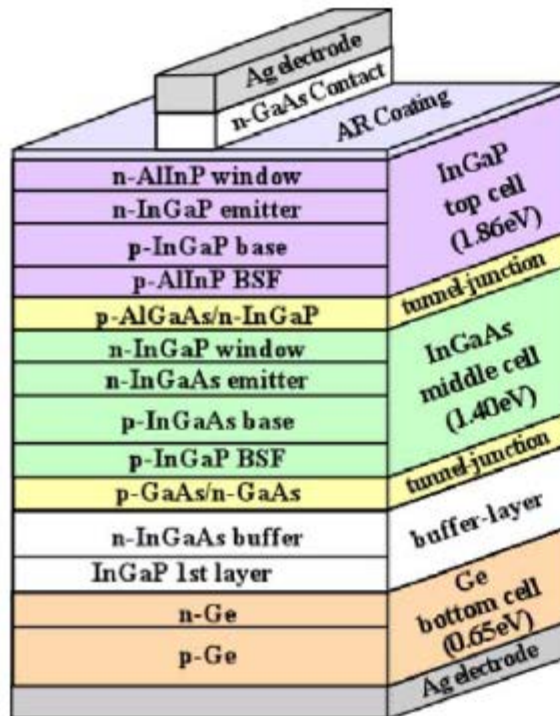 Ag electrode
n-GaAs Contact
AR Coating
n-AlInP window
n-InGaP emitter
p-InGaP base
p-AlInP BSF
InGaP
top cell
(1.86eV)
p-AlGaAs/n-InGaP
tunnel-junction
n-InGaP window
n-InGaAs emitter
p-InGaAs base
p-InGaP BSF
InGaAs
middle cell
(1.40eV)
p-GaAs/n-GaAs
tunnel-junction
n-InGaAs buffer
InGaP 1st layer
buffer-layer
n-Ge
p-Ge
Ge
bottom cell
(0.65eV)
Ag electrode